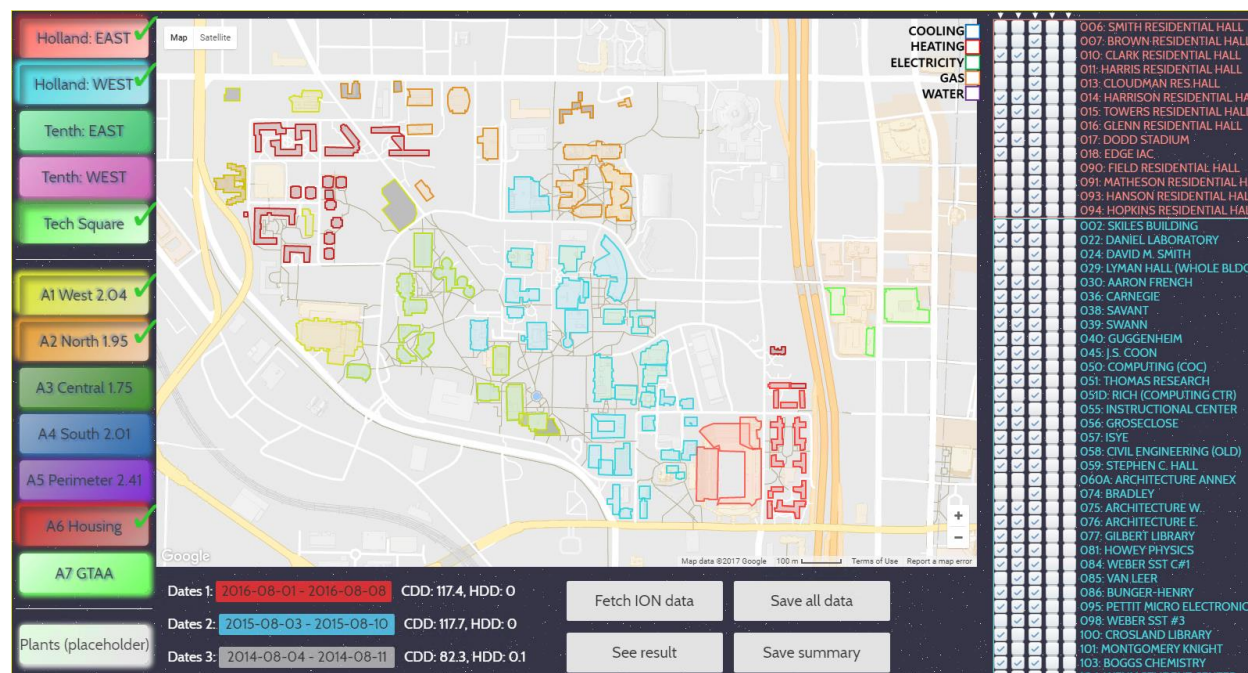 Holland: EAST
Holland: WEST
Tenth: EAST
Tenth: WEST
Tech Square
A1 West 2.04
A2 North 1.95
A3 Central 1.75
A4 South 2.01
A5 Perimeter 2.41
A6 Housing
A7 GTAA
Plants (placeholder)
Map Satellite
COOLING
HEATING
ELECTRICITY
GAS
WATER
+
−
Google
Map data ©2017 Google 100 m Terms of Use Report a map error
Dates 1: 2016-08-01 - 2016-08-08 CDD: 117.4, HDD: 0
Dates 2: 2015-08-03 - 2015-08-10 CDD: 117.7, HDD: 0
Dates 3: 2014-08-04 - 2014-08-11 CDD: 82.3, HDD: 0.1
Fetch ION data
Save all data
See result
Save summary
006: SMITH RESIDENTIAL HALL
007: BROWN RESIDENTIAL HALL
010: CLARK RESIDENTIAL HALL
011: HARRIS RESIDENTIAL HALL
013: CLOUDMAN RES.HALL
014: HARRISON RESIDENTIAL HA
015: TOWERS RESIDENTIAL HALL
016: GLENN RESIDENTIAL HALL
017: DODD STADIUM
018: EDGE IAC
090: FIELD RESIDENTIAL HALL
091: MATHESON RESIDENTIAL H
093: HANSON RESIDENTIAL HAL
094: HOPKINS RESIDENTIAL HAL
002: SKILES BUILDING
022: DANIEL LABORATORY
024: DAVID M. SMITH
029: LYMAN HALL (WHOLE BLDG
030: AARON FRENCH
036: CARNEGIE
038: SAVANT
039: SWANN
040: GUGGENHEIM
045: J.S. COON
050: COMPUTING (COC)
051: THOMAS RESEARCH
051D: RICH (COMPUTING CTR)
055: INSTRUCTIONAL CENTER
056: GROSECLOSE
057: ISYE
058: CIVIL ENGINEERING (OLD)
059: STEPHEN C. HALL
060A: ARCHITECTURE ANNEX
074: BRADLEY
075: ARCHITECTURE W.
076: ARCHITECTURE E.
077: GILBERT LIBRARY
081: HOWEY PHYSICS
084: WEBER SST C#1
085: VAN LEER
086: BUNGER-HENRY
095: PETTIT MICRO ELECTRONIC
098: WEBER SST #3
100: CROSLAND LIBRARY
101: MONTGOMERY KNIGHT
103: BOGGS CHEMISTRY